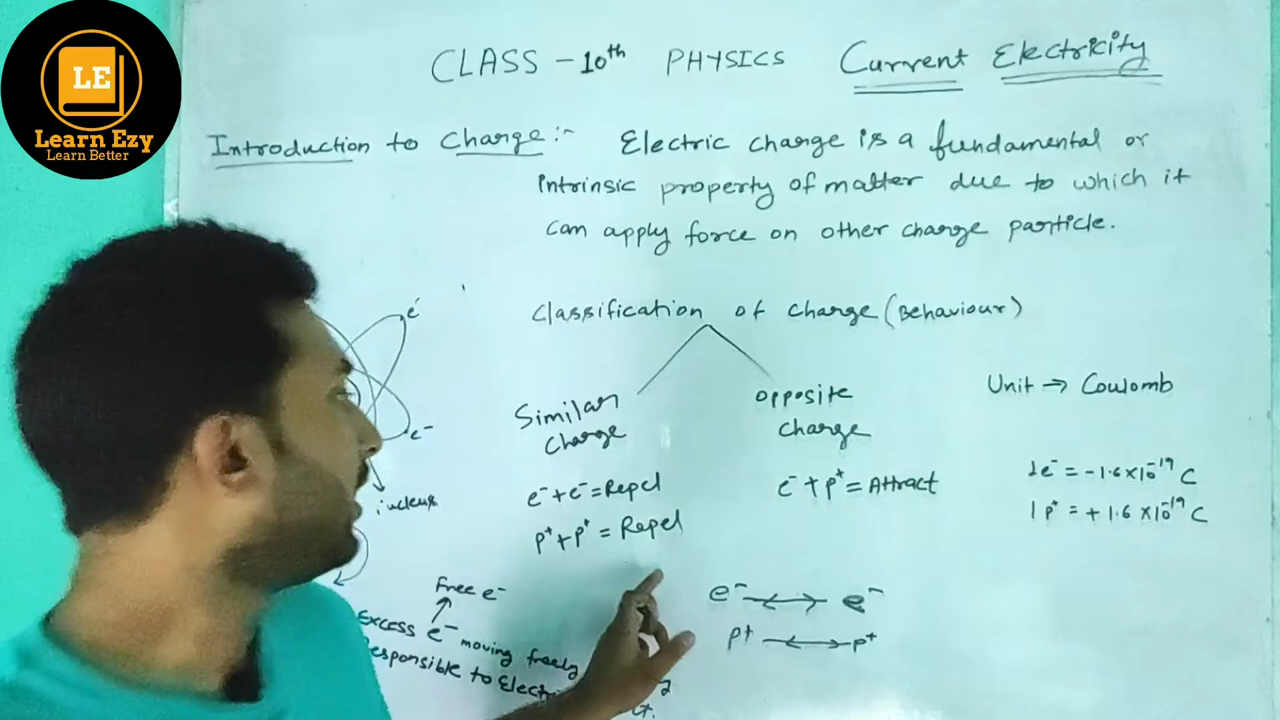 LE
Learn Ezy
Learn Better
CLASS - 10th PHYSICS Current Electricity
Introduction to Charge :- Electric charge is a fundamental or
intrinsic property of matter due to which it
can apply force on other charge particle.
Classification of charge (Behaviour)
Similar
charge
e⁻ + e⁻ = Repel
p⁺ + p⁺ = Repel
opposite
charge
e⁻ + p⁺ = Attract
Unit → Coulomb
1e⁻ = -1.6×10⁻¹⁹ C
1 p⁺ = +1.6×10⁻¹⁹ C
e⁻
e⁻
Free e⁻
Excess e⁻ moving freely
responsible to
e⁻ ↔ e⁻
p⁺ ↔ p⁺